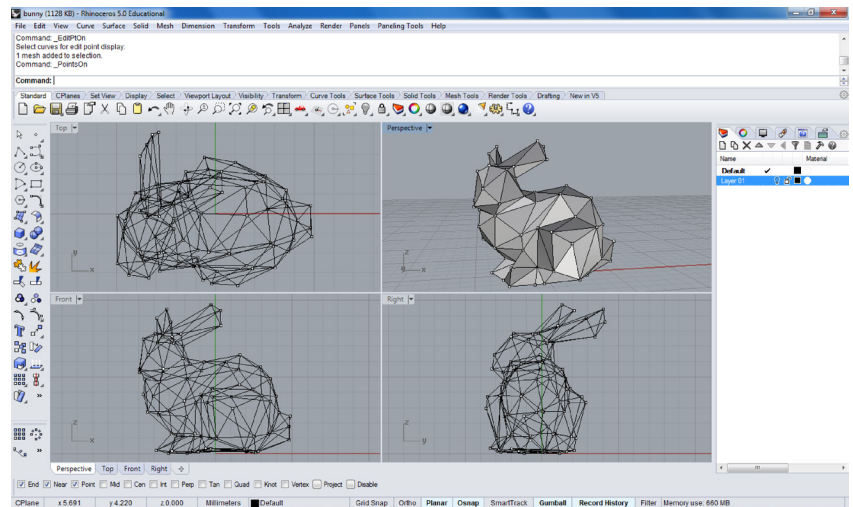 bunny (1128 KB) - Rhinoceros 5.0 Educational
File Edit View Curve Surface Solid Mesh Dimension Transform Tools Analyze Render Panels Paneling Tools Help
Command: _EditPtOn
Select curves for edit point display.
1 mesh added to selection.
Command: _PointsOn
Command:
Standard CPlanes Set View Display Select Viewport Layout Visibility Transform Curve Tools Surface Tools Solid Tools Mesh Tools Render Tools Drafting New in V5
Top
Perspective
Name Material
Default
Layer 01
y
x
z
x
Front
Right
z
x
z
y
Perspective Top Front Right
End Near Point Mid Cen Int Perp Tan Quad Knot Vertex Project Disable
CPlane x 5.691 y 4.220 z 0.000 Millimeters Default Grid Snap Ortho Planar Osnap SmartTrack Gumball Record History Filter Memory use: 660 MB